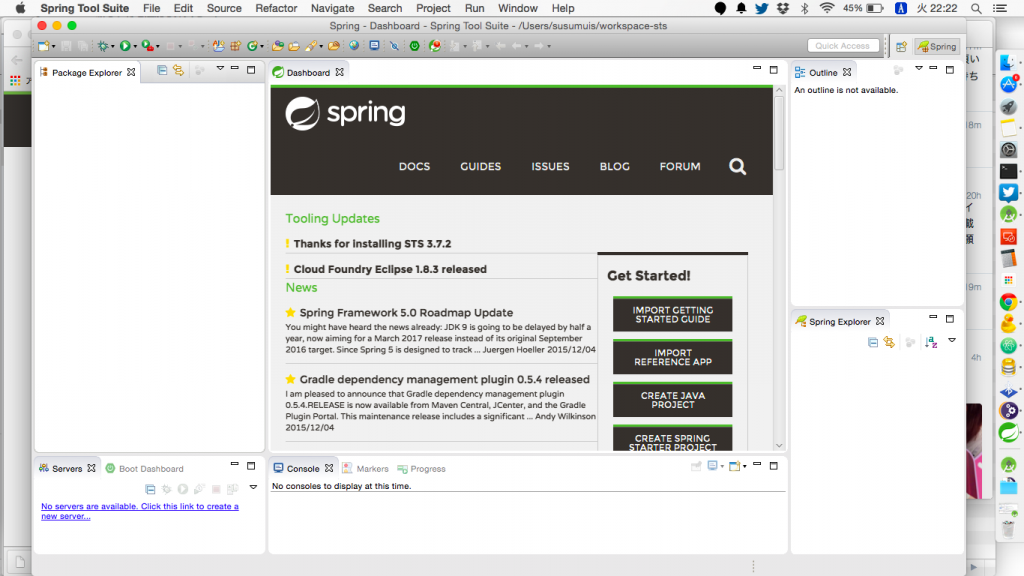 Spring Tool Suite File Edit Source Refactor Navigate Search Project Run Window Help 45% A 火 22:22
Spring - Dashboard - Spring Tool Suite - /Users/susumuis/workspace-sts
Quick Access
Spring
Package Explorer
Dashboard
Outline
An outline is not available.
spring
DOCS GUIDES ISSUES BLOG FORUM
Tooling Updates
! Thanks for installing STS 3.7.2
! Cloud Foundry Eclipse 1.8.3 released
News
Spring Framework 5.0 Roadmap Update
You might have heard the news already: JDK 9 is going to be delayed by half a
year, now aiming for a March 2017 release instead of its original September
2016 target. Since Spring 5 is designed to track ... Juergen Hoeller 2015/12/04
Gradle dependency management plugin 0.5.4 released
I am pleased to announce that Gradle dependency management plugin
0.5.4.RELEASE is now available from Maven Central, JCenter, and the Gradle
Plugin Portal. This maintenance release includes a significant ... Andy Wilkinson
2015/12/04
Get Started!
IMPORT GETTING
STARTED GUIDE
IMPORT
REFERENCE APP
CREATE JAVA
PROJECT
CREATE SPRING
STARTER PROJECT
Spring Explorer
Servers
Boot Dashboard
No servers are available. Click this link to create a
new server...
Console
Markers
Progress
No consoles to display at this time.
い
ち
18m
20h
イ
載
願
19m
4h